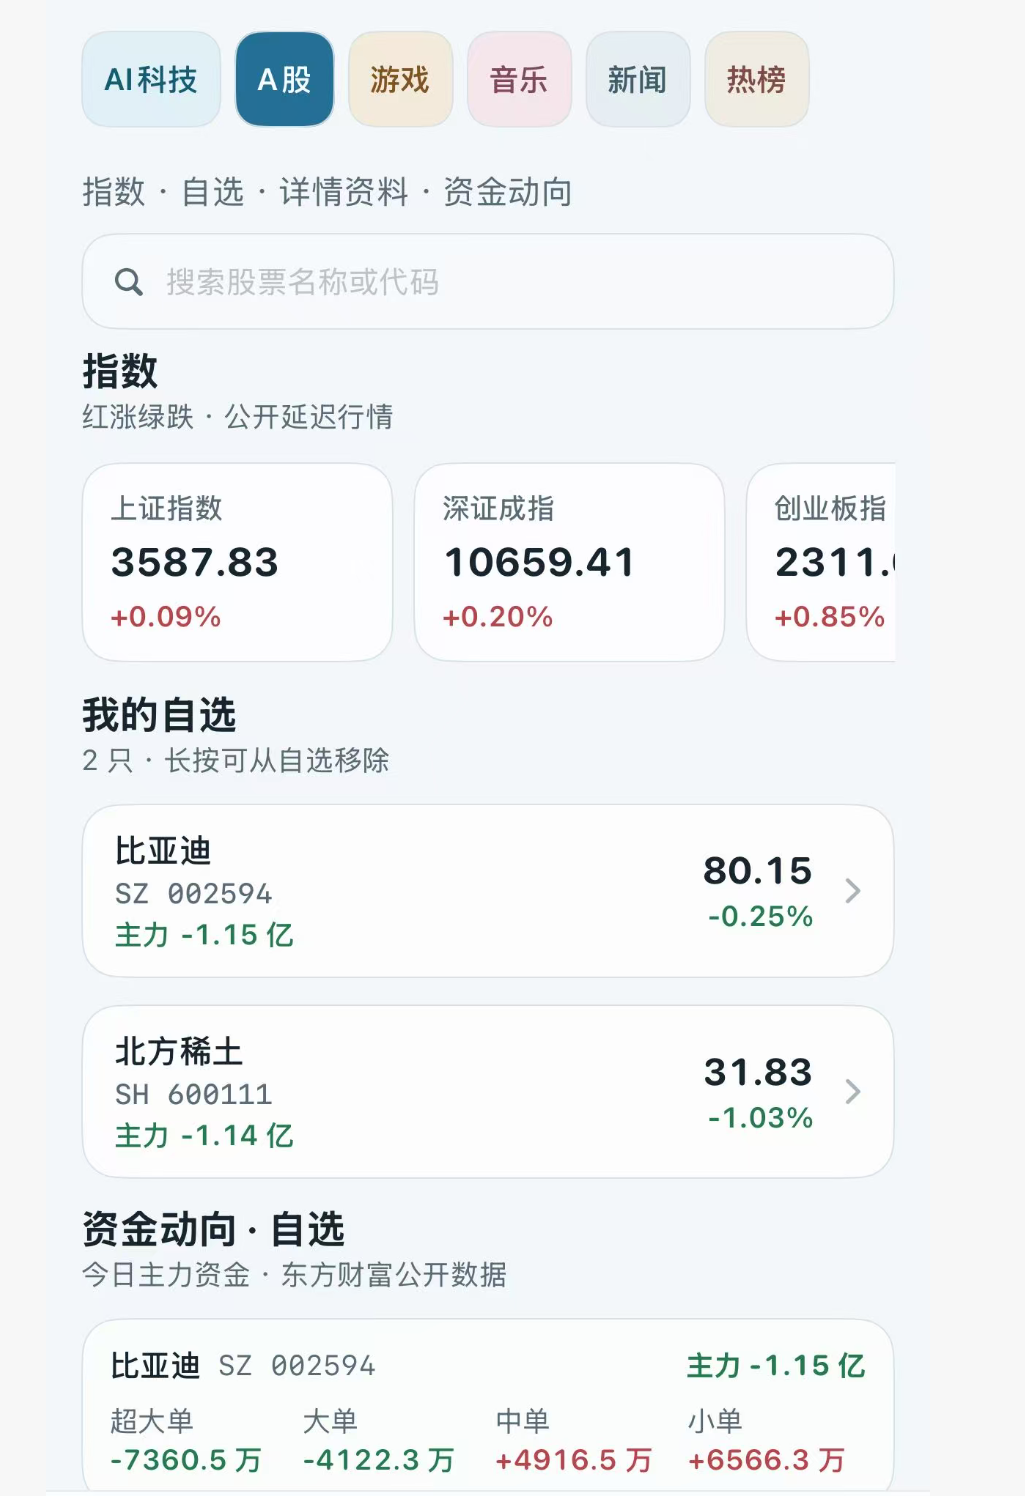 AI科技 A股 游戏 音乐 新闻 热榜
指数 · 自选 · 详情资料 · 资金动向
搜索股票名称或代码
指数
红涨绿跌 · 公开延迟行情
上证指数 深证成指 创业板指
3587.83 10659.41 2311.
+0.09% +0.20% +0.85%
我的自选
2 只 · 长按可从自选移除
比亚迪
SZ 002594
主力 -1.15 亿
80.15
-0.25%
北方稀土
SH 600111
主力 -1.14 亿
31.83
-1.03%
资金动向 · 自选
今日主力资金 · 东方财富公开数据
比亚迪 SZ 002594 主力 -1.15 亿
超大单 大单 中单 小单
-7360.5 万 -4122.3 万 +4916.5 万 +6566.3 万